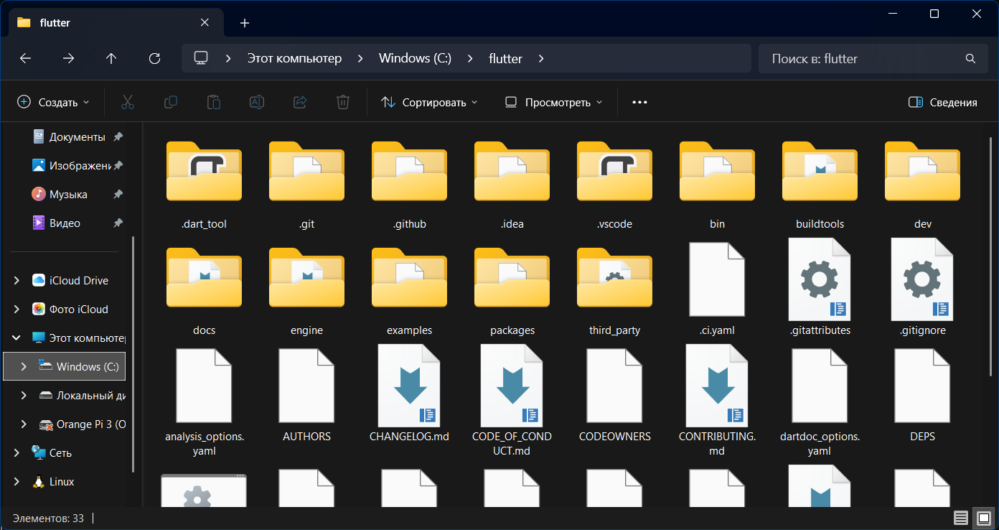 flutter
Этот компьютер
Windows (C:)
flutter
Поиск в: flutter
Создать
Сортировать
Просмотреть
Сведения
Документы
Изображени
Музыка
Видео
iCloud Drive
Фото iCloud
Этот компьютер
Windows (C:)
Локальный ди
Orange Pi 3 (O
Сеть
Linux
.dart_tool
.git
.github
.idea
.vscode
bin
buildtools
dev
docs
engine
examples
packages
third_party
.ci.yaml
.gitattributes
.gitignore
analysis_options.
yaml
AUTHORS
CHANGELOG.md
CODE_OF_COND
UCT.md
CODEOWNERS
CONTRIBUTING.
md
dartdoc_options.
yaml
DEPS
Элементов: 33